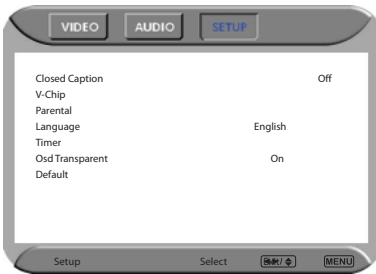 VIDEO AUDIO SETUP
Closed Caption Off
V-Chip
Parental
Language English
Timer
Osd Transparent On
Default
Setup Select MENU